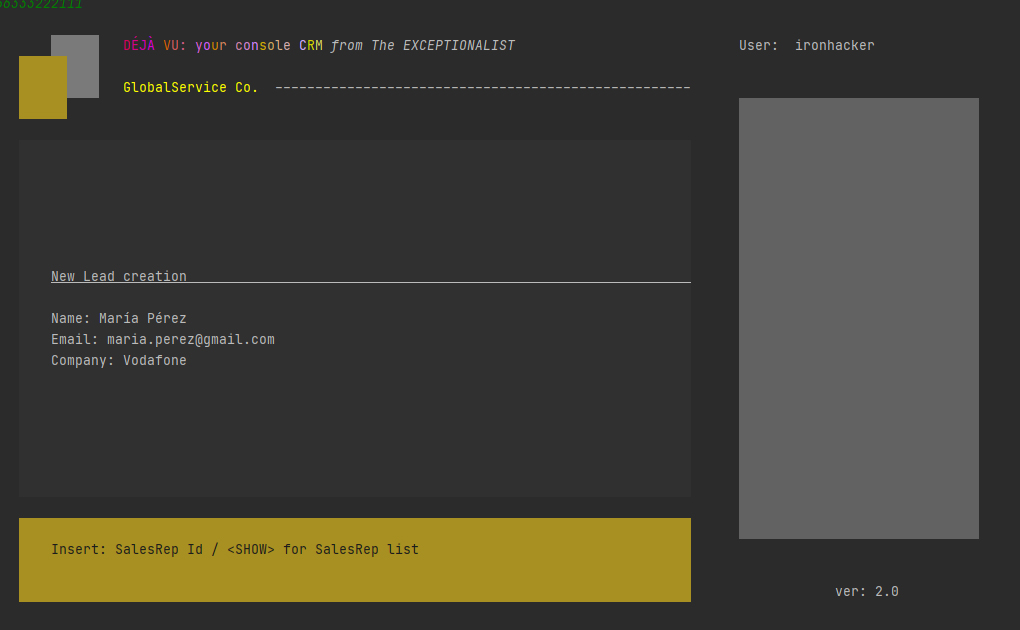 DÉJÀ VU: your console CRM from The EXCEPTIONALIST
User: ironhacker
GlobalService Co. ----------------------------------------------------
New Lead creation
Name: María Pérez
Email: maria.perez@gmail.com
Company: Vodafone
Insert: SalesRep Id / <SHOW> for SalesRep list
ver: 2.0